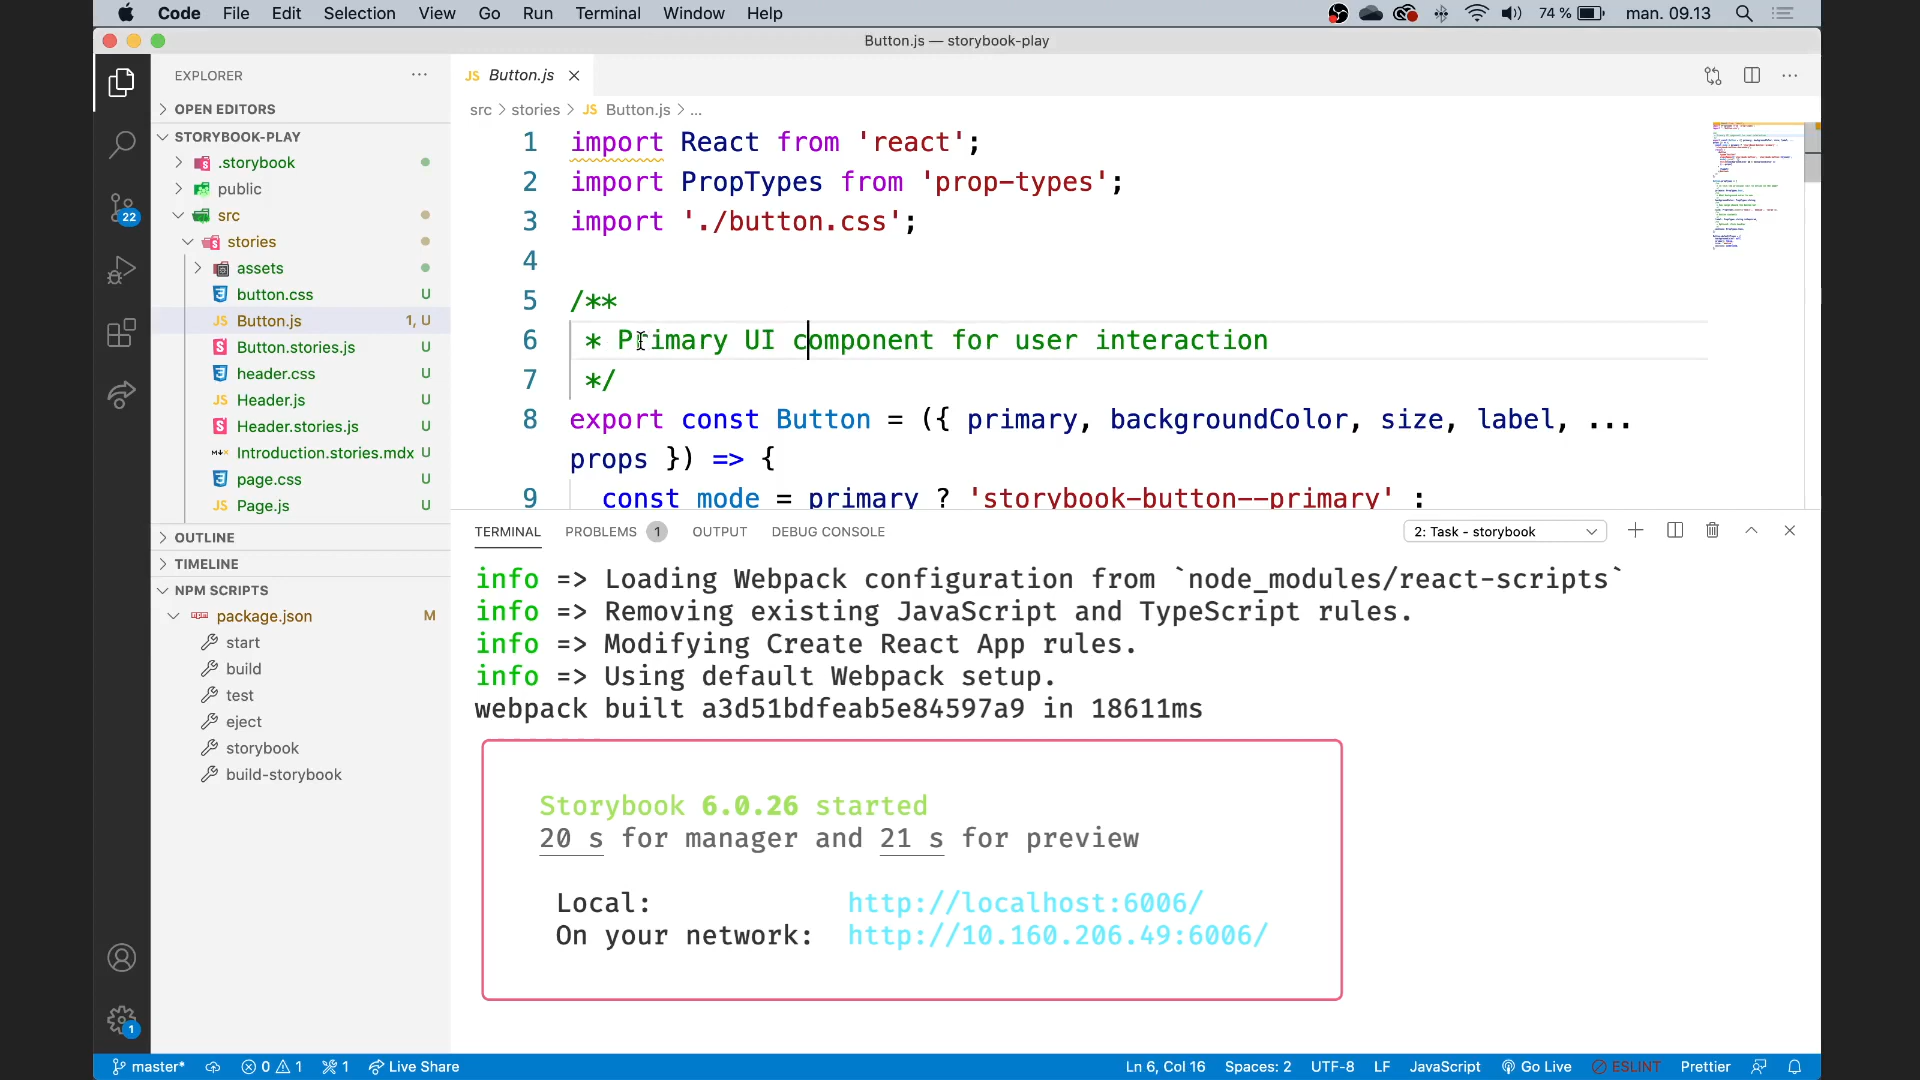 Code File Edit Selection View Go Run Terminal Window Help 74 % man. 09.13
Button.js — storybook-play
EXPLORER
OPEN EDITORS
STORYBOOK-PLAY
.storybook
public
src
stories
assets
button.css U
Button.js 1, U
Button.stories.js U
header.css U
Header.js U
Header.stories.js U
Introduction.stories.mdx U
page.css U
Page.js U
OUTLINE
TIMELINE
NPM SCRIPTS
package.json M
start
build
test
eject
storybook
build-storybook
22
1
JS Button.js
src > stories > JS Button.js > ...
1 import React from 'react';
2 import PropTypes from 'prop-types';
3 import './button.css';
4
5 /**
6 * Primary UI component for user interaction
7 */
8 export const Button = ({ primary, backgroundColor, size, label, ...
props }) => {
9 const mode = primary ? 'storybook-button--primary' :
TERMINAL PROBLEMS 1 OUTPUT DEBUG CONSOLE 2: Task - storybook
info => Loading Webpack configuration from `node_modules/react-scripts`
info => Removing existing JavaScript and TypeScript rules.
info => Modifying Create React App rules.
info => Using default Webpack setup.
webpack built a3d51bdfeab5e84597a9 in 18611ms
Storybook 6.0.26 started
20 s for manager and 21 s for preview
Local: http://localhost:6006/
On your network: http://10.160.206.49:6006/
master* 0 1 1 Live Share Ln 6, Col 16 Spaces: 2 UTF-8 LF JavaScript Go Live ESLINT Prettier